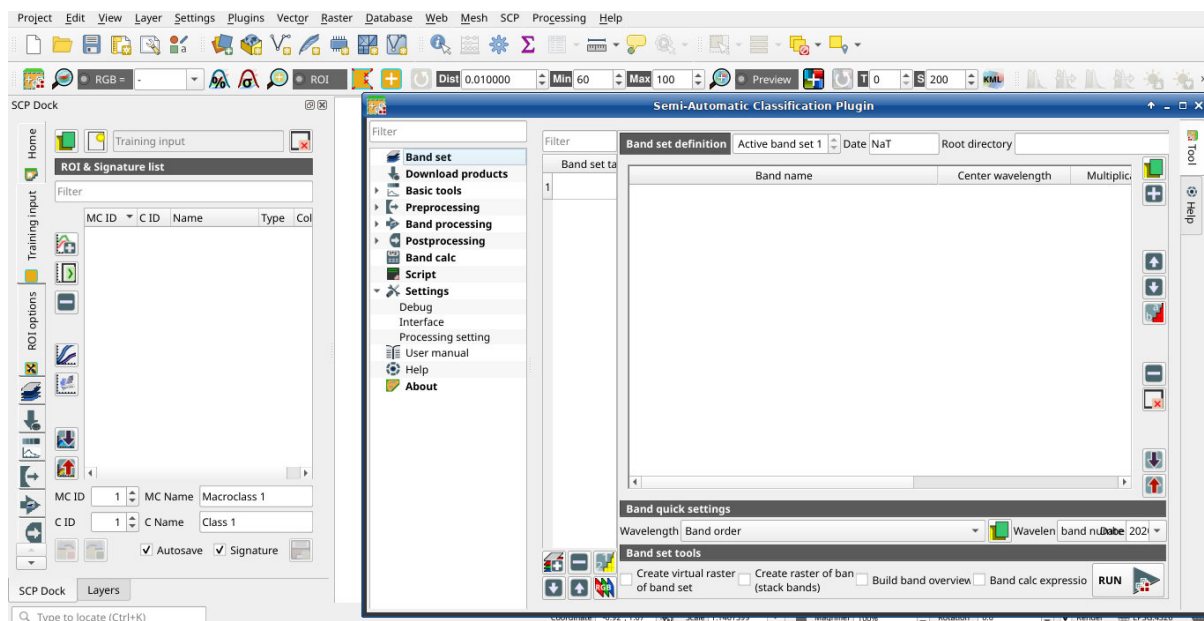 Project Edit View Layer Settings Plugins Vector Raster Database Web Mesh SCP Processing Help
RGB = - ROI Dist 0.010000 Min 60 Max 100 Preview T 0 S 200 KML
SCP Dock
Home
Training input
ROI options
Training input
ROI & Signature list
Filter
MC ID C ID Name Type Col
MC ID 1 MC Name Macroclass 1
C ID 1 C Name Class 1
Autosave Signature
SCP Dock Layers
Type to locate (Ctrl+K)
Semi-Automatic Classification Plugin
Filter
Band set
Download products
Basic tools
Preprocessing
Band processing
Postprocessing
Band calc
Script
Settings
Debug
Interface
Processing setting
User manual
Help
About
Filter
Band set ta
1
Band set definition Active band set 1 Date NaT Root directory
Band name Center wavelength Multiplica
Band quick settings
Wavelength Band order Wavelen band
Band set tools
Create virtual raster of band set
Create raster of ban (stack bands)
Build band overview Band calc expressio RUN
RGB
Tool
Help